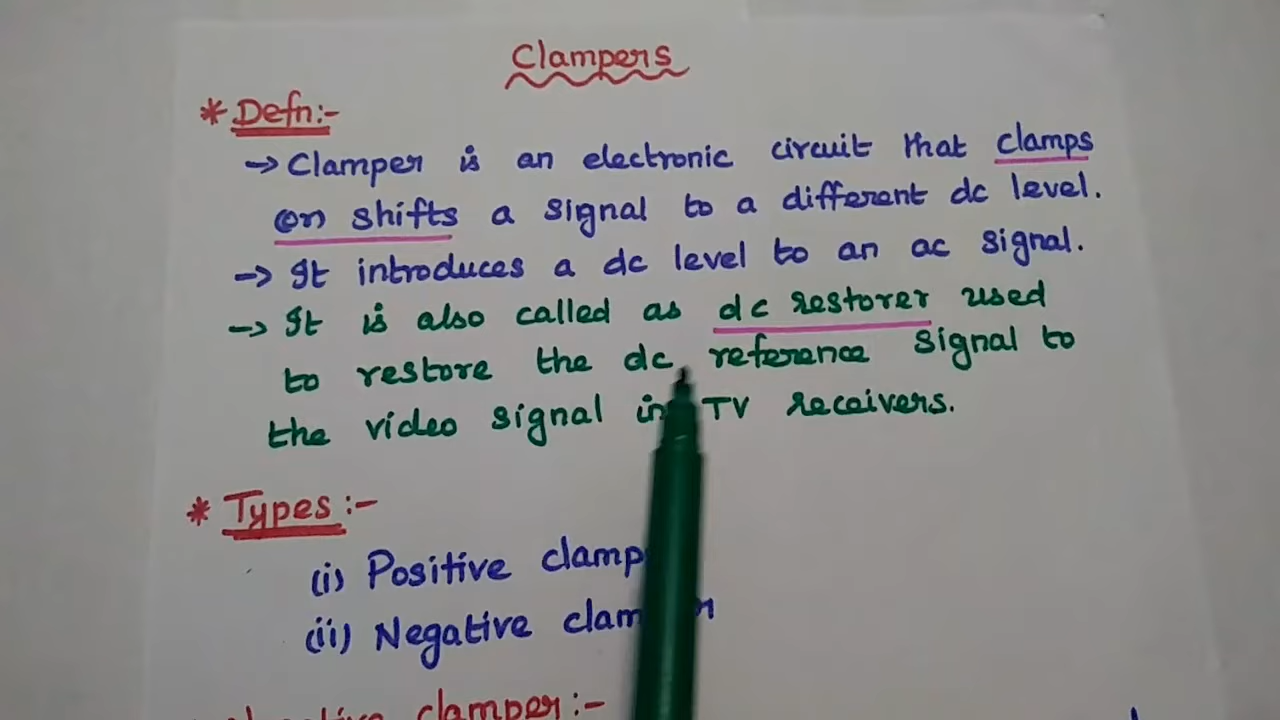 Clampers
* Defn:-
→ Clamper is an electronic circuit that clamps
(or) shifts a signal to a different dc level.
→ It introduces a dc level to an ac signal.
→ It is also called as dc restorer used
to restore the dc reference signal to
the video signal in TV receivers.
* Types :-
(i) Positive clamp
(ii) Negative clam
clamper :-